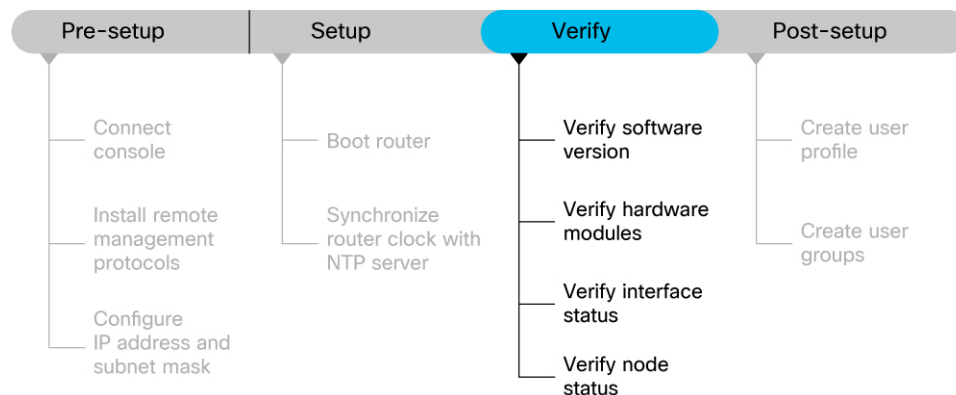 Pre-setup
Setup
Verify
Post-setup
Connect
console
Install remote
management
protocols
Configure
IP address and
subnet mask
Boot router
Synchronize
router clock with
NTP server
Verify software
version
Verify hardware
modules
Verify interface
status
Verify node
status
Create user
profile
Create user
groups